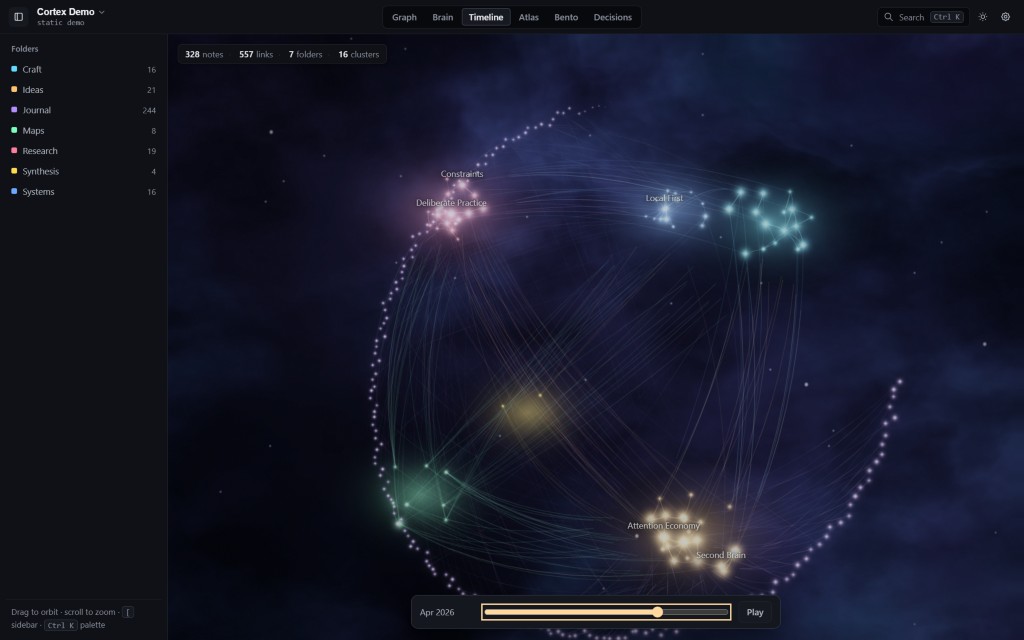 Cortex Demo
static demo
Graph Brain Timeline Atlas Bento Decisions
Search Ctrl K
Folders
328 notes 557 links 7 folders 16 clusters
Craft 16
Ideas 21
Journal 244
Maps 8
Research 19
Synthesis 4
Systems 16
Constraints
Deliberate Practice
Local First
Attention Economy
Second Brain
Drag to orbit · scroll to zoom · [
sidebar · Ctrl K palette
Apr 2026 Play